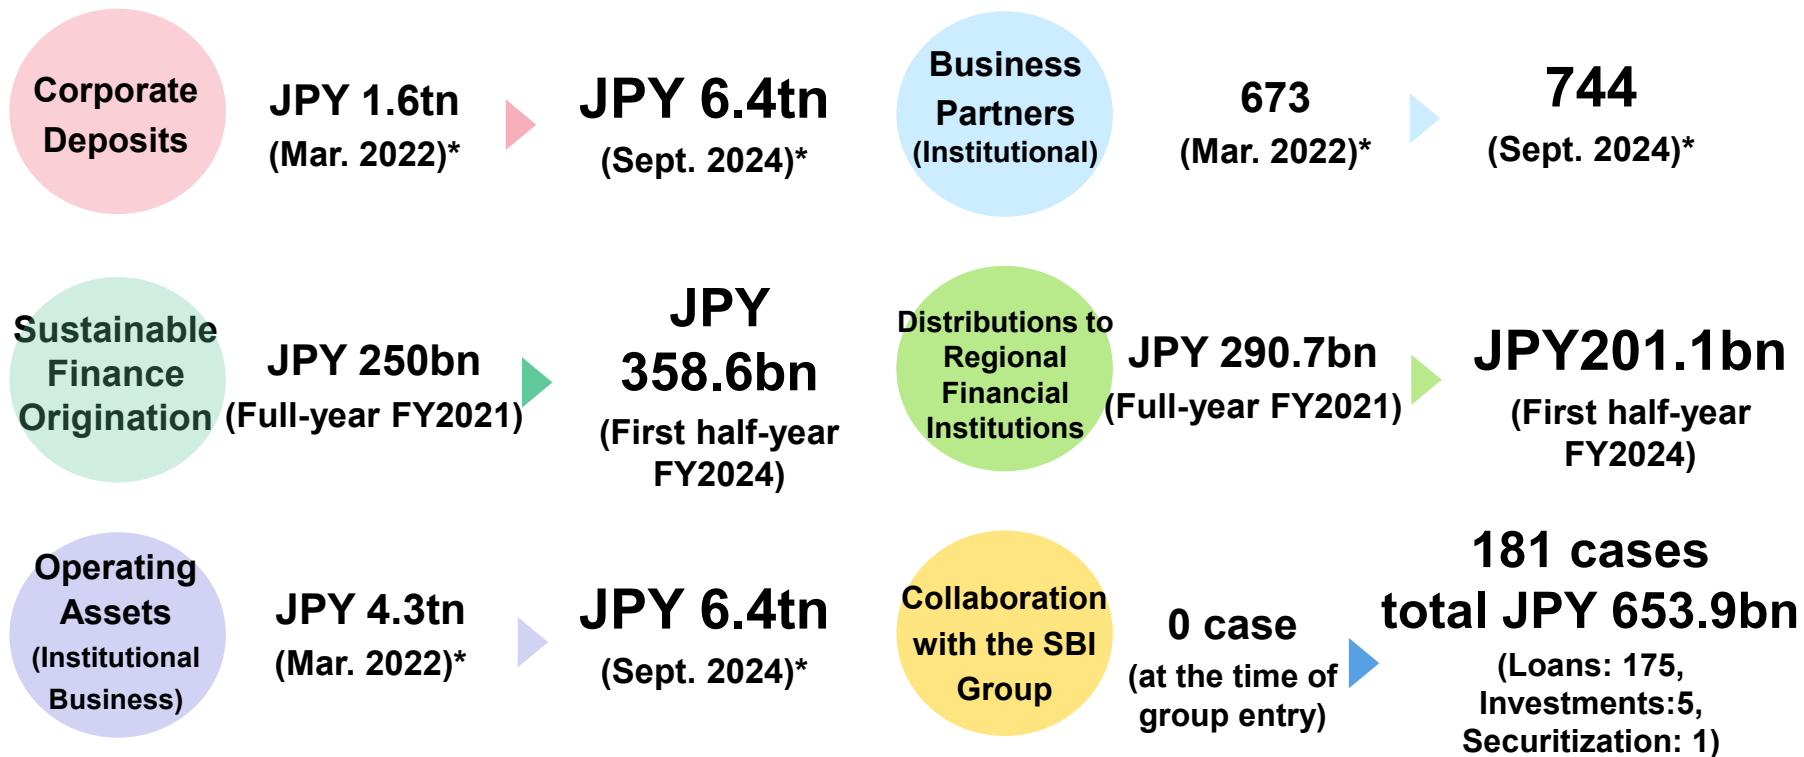 Corporate
Deposits
JPY 1.6tn
(Mar. 2022)*
JPY 6.4tn
(Sept. 2024)*
Business
Partners
(Institutional)
673
(Mar. 2022)*
744
(Sept. 2024)*
Sustainable
Finance
Origination
JPY 250bn
(Full-year FY2021)
JPY
358.6bn
(First half-year
FY2024)
Distributions to
Regional
Financial
Institutions
JPY 290.7bn
(Full-year FY2021)
JPY201.1bn
(First half-year
FY2024)
Operating
Assets
(Institutional
Business)
JPY 4.3tn
(Mar. 2022)*
JPY 6.4tn
(Sept. 2024)*
Collaboration
with the SBI
Group
0 case
(at the time of
group entry)
181 cases
total JPY 653.9bn
(Loans: 175,
Investments:5,
Securitization: 1)